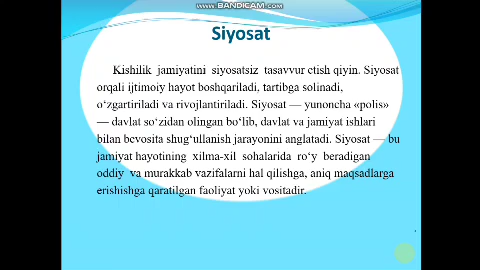 www.BANDICAM.com
Siyosat
Kishilik jamiyatini siyosatsiz tasavvur etish qiyin. Siyosat
orqali ijtimoiy hayot boshqariladi, tartibga solinadi,
o‘zgartiriladi va rivojlantiriladi. Siyosat — yunoncha «polis»
— davlat so‘zidan olingan bo‘lib, davlat va jamiyat ishlari
bilan bevosita shug‘ullanish jarayonini anglatadi. Siyosat — bu
jamiyat hayotining xilma-xil sohalarida ro‘y beradigan
oddiy va murakkab vazifalarni hal qilishga, aniq maqsadlarga
erishishga qaratilgan faoliyat yoki vositadir.